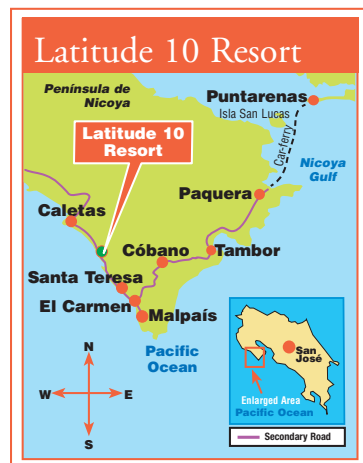 Latitude 10 Resort
Península de
Nicoya
Puntarenas
Isla San Lucas
Latitude 10
Resort
Car-ferry
Nicoya
Gulf
Paquera
Caletas
Cóbano
Tambor
Santa Teresa
El Carmen
Malpaís
Pacific
Ocean
N
W
E
S
San
José
Enlarged Area
Pacific Ocean
Secondary Road